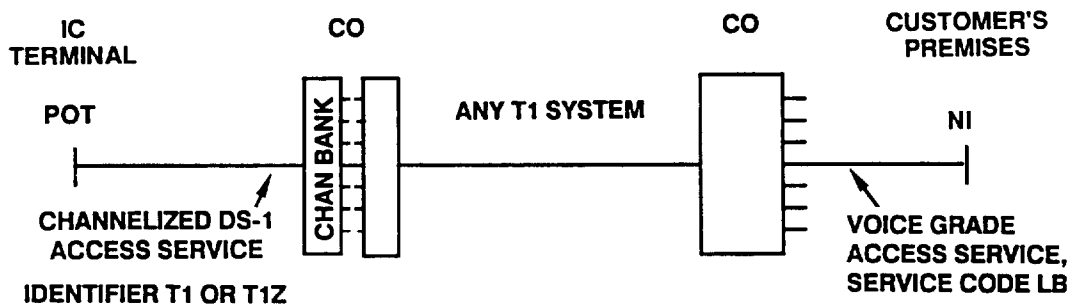 IC
TERMINAL
CO
CO
CUSTOMER'S
PREMISES
POT
CHAN BANK
ANY T1 SYSTEM
NI
CHANNELIZED DS-1
ACCESS SERVICE
IDENTIFIER T1 OR T1Z
VOICE GRADE
ACCESS SERVICE,
SERVICE CODE LB